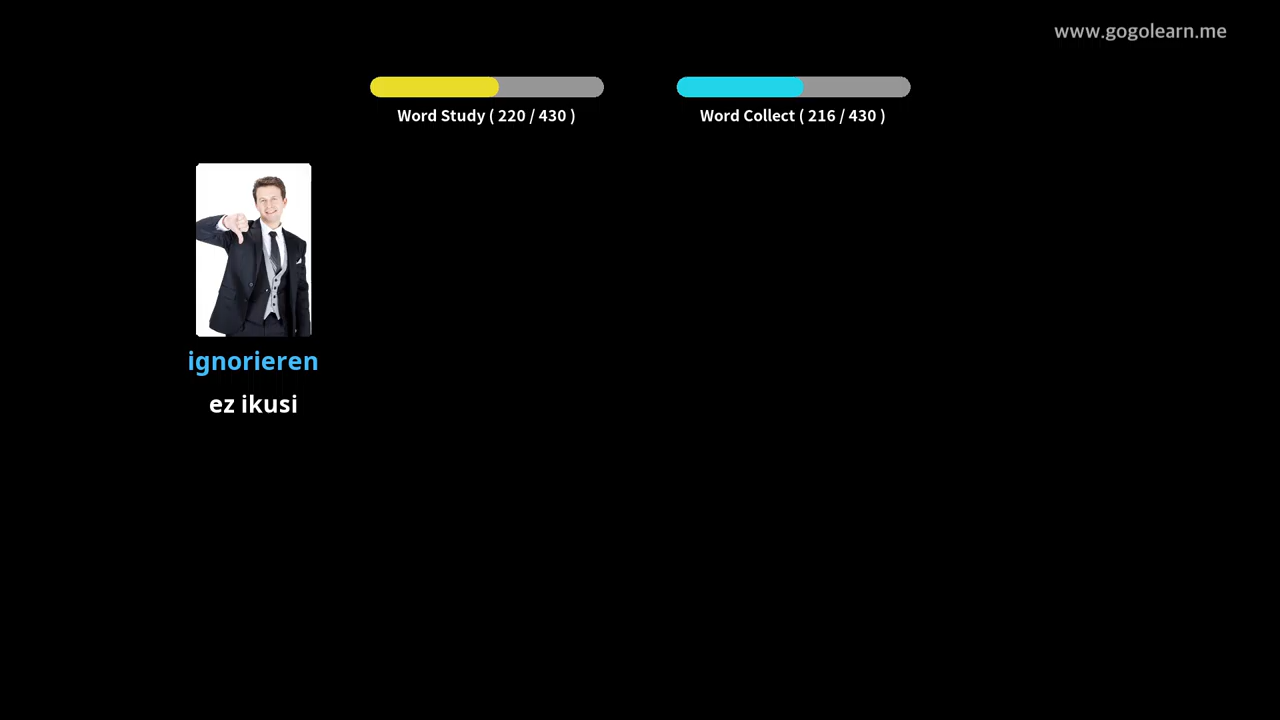 www.gogolearn.me
Word Study ( 220 / 430 )
Word Collect ( 216 / 430 )
ignorieren
ez ikusi